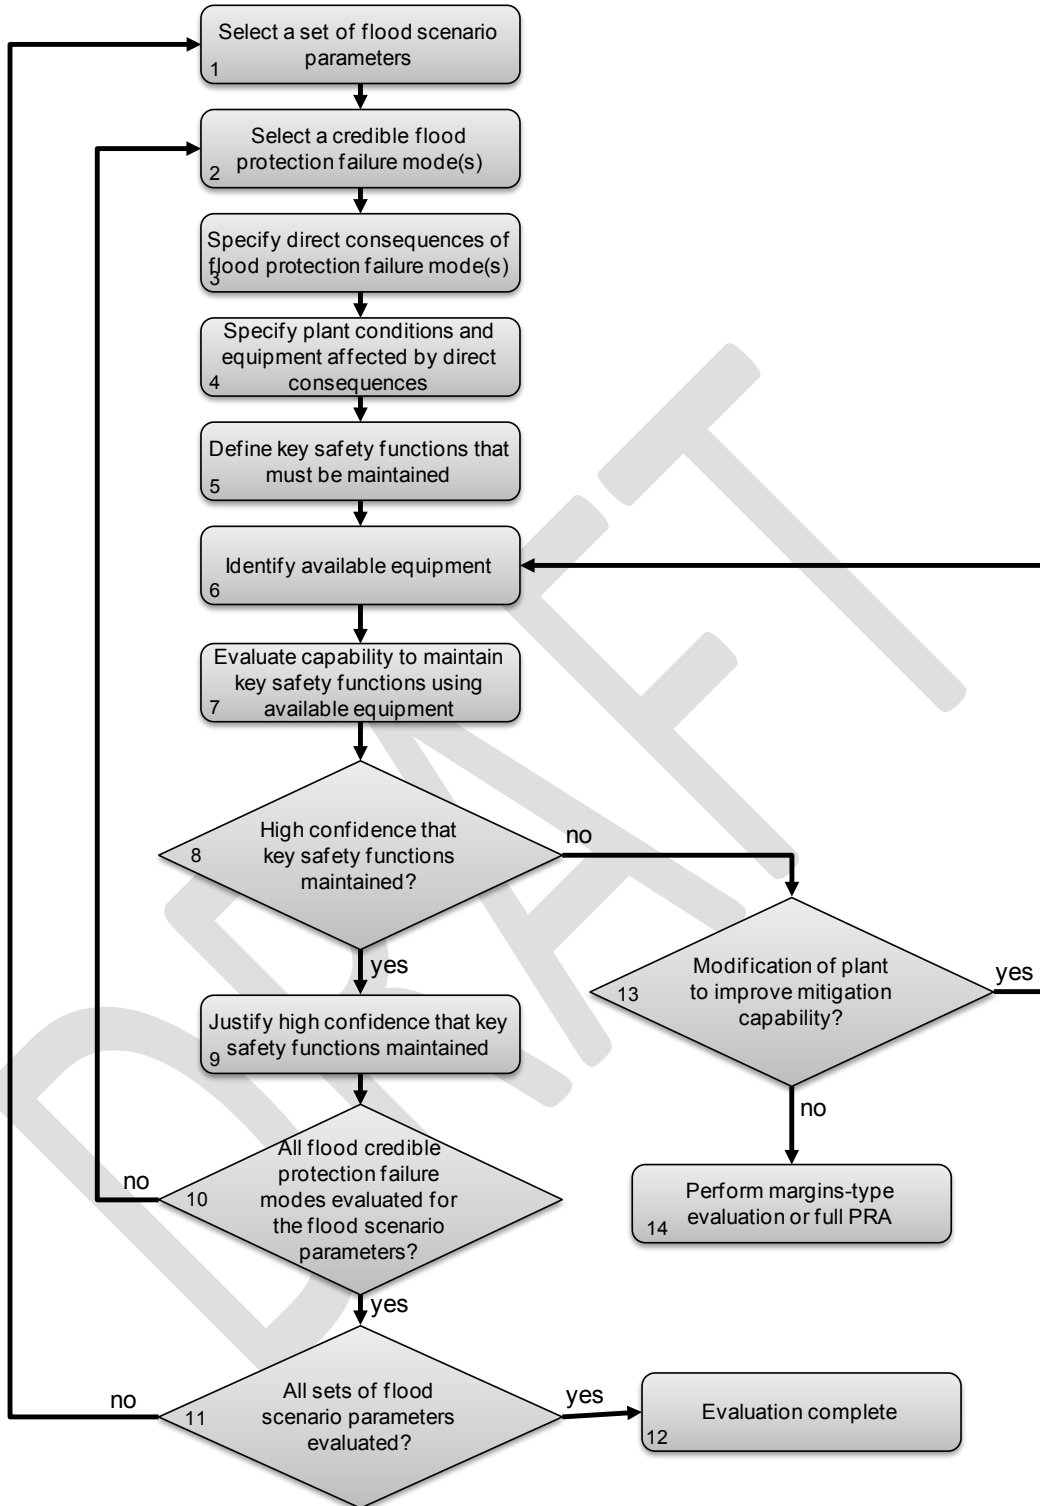 Select a set of flood scenario
parameters
1
Select a credible flood
protection failure mode(s)
2
Specify direct consequences of
flood protection failure mode(s)
3
Specify plant conditions and
equipment affected by direct
consequences
4
Define key safety functions that
must be maintained
5
Identify available equipment
6
Evaluate capability to maintain
key safety functions using
available equipment
7
High confidence that
key safety functions
maintained?
8
no
yes
Modification of plant
to improve mitigation
capability?
13
yes
no
Justify high confidence that key
safety functions maintained
9
All flood credible
protection failure
modes evaluated for
the flood scenario
parameters?
10
no
yes
Perform margins-type
evaluation or full PRA
14
All sets of flood
scenario parameters
evaluated?
11
no
yes
Evaluation complete
12
DRAFT